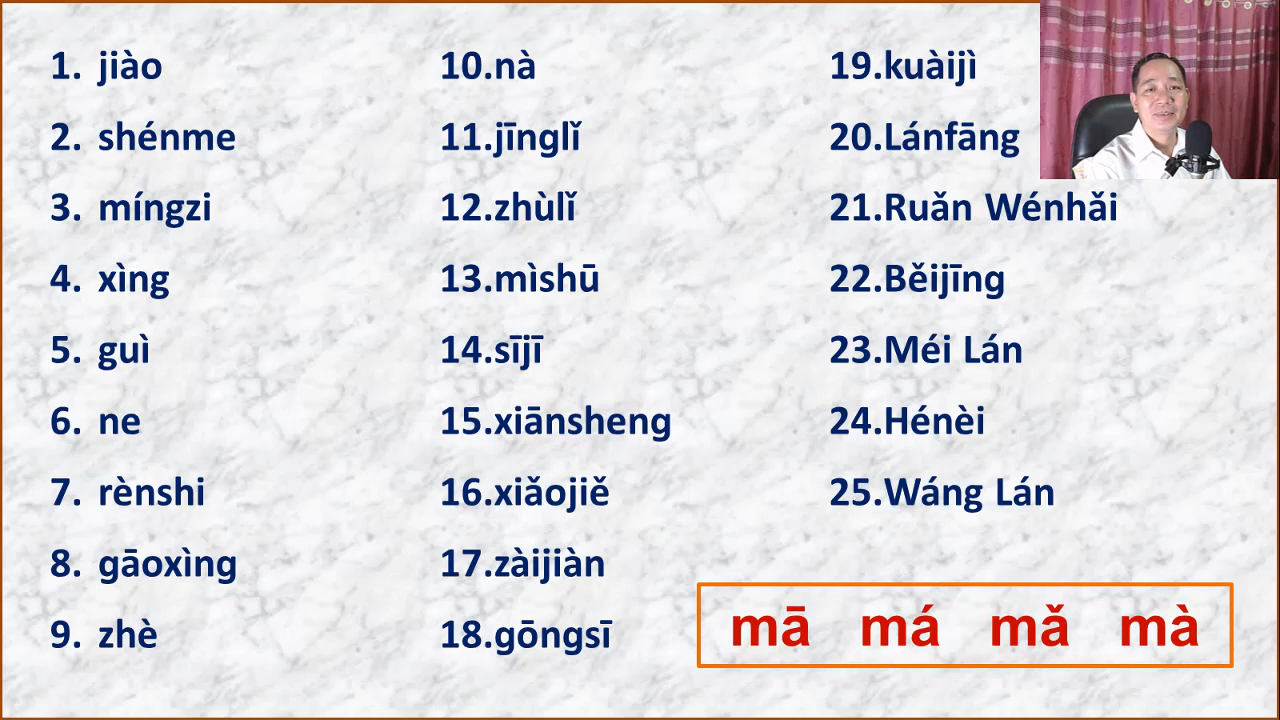 1. jiào
2. shénme
3. míngzi
4. xìng
5. guì
6. ne
7. rènshi
8. gāoxìng
9. zhè
10.nà
11.jīnglǐ
12.zhùlǐ
13.mìshū
14.sījī
15.xiānsheng
16.xiǎojiě
17.zàijiàn
18.gōngsī
19.kuàijì
20.Lánfāng
21.Ruǎn Wénhǎi
22.Běijīng
23.Méi Lán
24.Hénèi
25.Wáng Lán
mā má mǎ mà